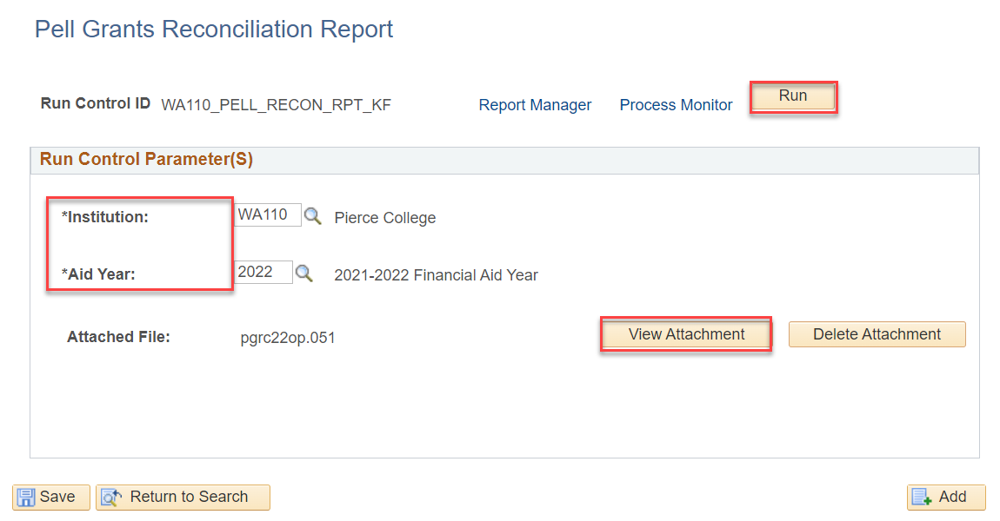 Pell Grants Reconciliation Report
Run Control ID WA110_PELL_RECON_RPT_KF Report Manager Process Monitor Run
Run Control Parameter(S)
*Institution: WA110 Pierce College
*Aid Year: 2022 2021-2022 Financial Aid Year
Attached File: pgrc22op.051 View Attachment Delete Attachment
Save Return to Search Add